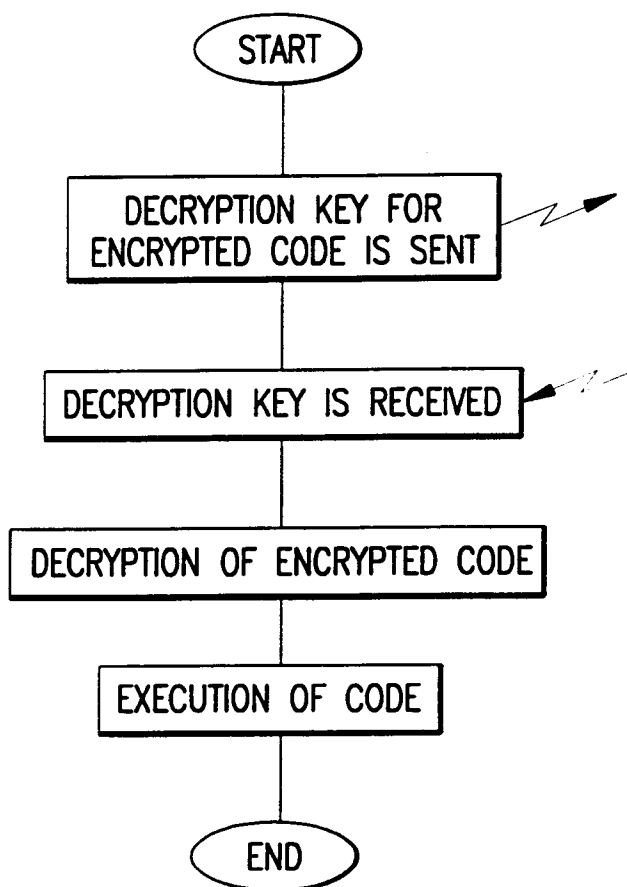 START
DECRYPTION KEY FOR
ENCRYPTED CODE IS SENT
DECRYPTION KEY IS RECEIVED
DECRYPTION OF ENCRYPTED CODE
EXECUTION OF CODE
END